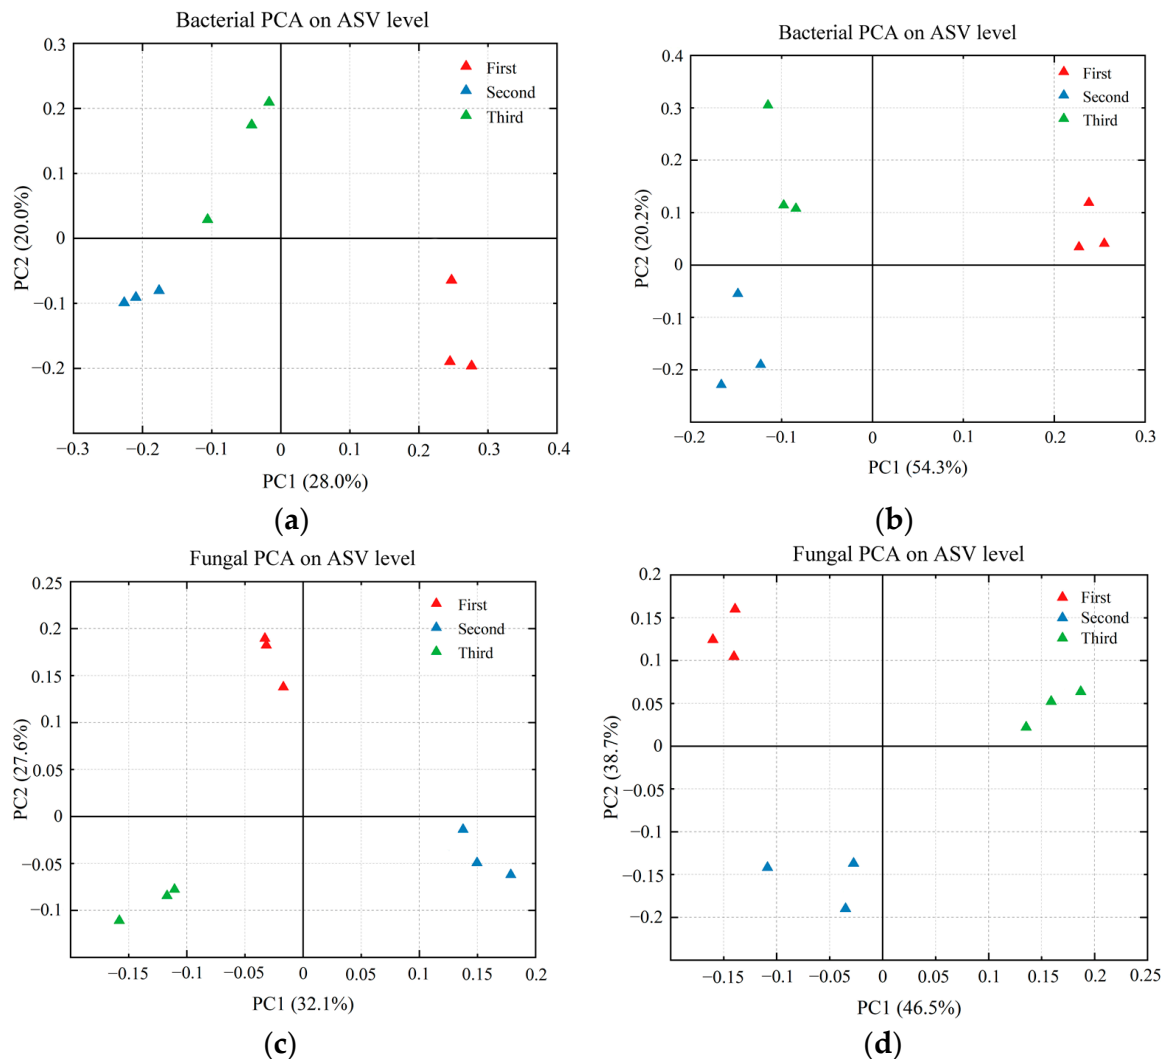 Bacterial PCA on ASV level
First
Second
Third
0.3
0.2
0.1
0
−0.1
−0.2
PC2 (20.0%)
−0.3
−0.2
−0.1
0
0.1
0.2
0.3
0.4
PC1 (28.0%)
(a)
Bacterial PCA on ASV level
First
Second
Third
0.4
0.3
0.2
0.1
0
−0.1
−0.2
PC2 (20.2%)
−0.2
−0.1
0
0.1
0.2
0.3
PC1 (54.3%)
(b)
Fungal PCA on ASV level
First
Second
Third
0.25
0.2
0.15
0.1
0.05
0
−0.05
−0.1
PC2 (27.6%)
−0.15
−0.1
−0.05
0
0.05
0.1
0.15
0.2
PC1 (32.1%)
(c)
Fungal PCA on ASV level
First
Second
Third
0.2
0.15
0.1
0.05
0
−0.05
−0.1
−0.15
−0.2
PC2 (38.7%)
−0.15
−0.1
−0.05
0
0.05
0.1
0.15
0.2
0.25
PC1 (46.5%)
(d)